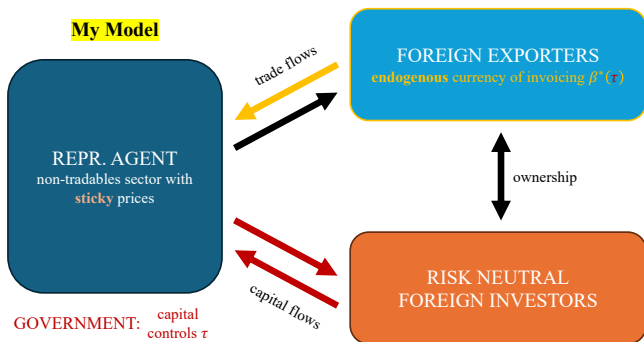 My Model
FOREIGN EXPORTERS
endogenous currency of invoicing β*(τ)
trade flows
REPR. AGENT
non-tradables sector with
sticky prices
ownership
RISK NEUTRAL
FOREIGN INVESTORS
capital flows
GOVERNMENT: capital
controls τ